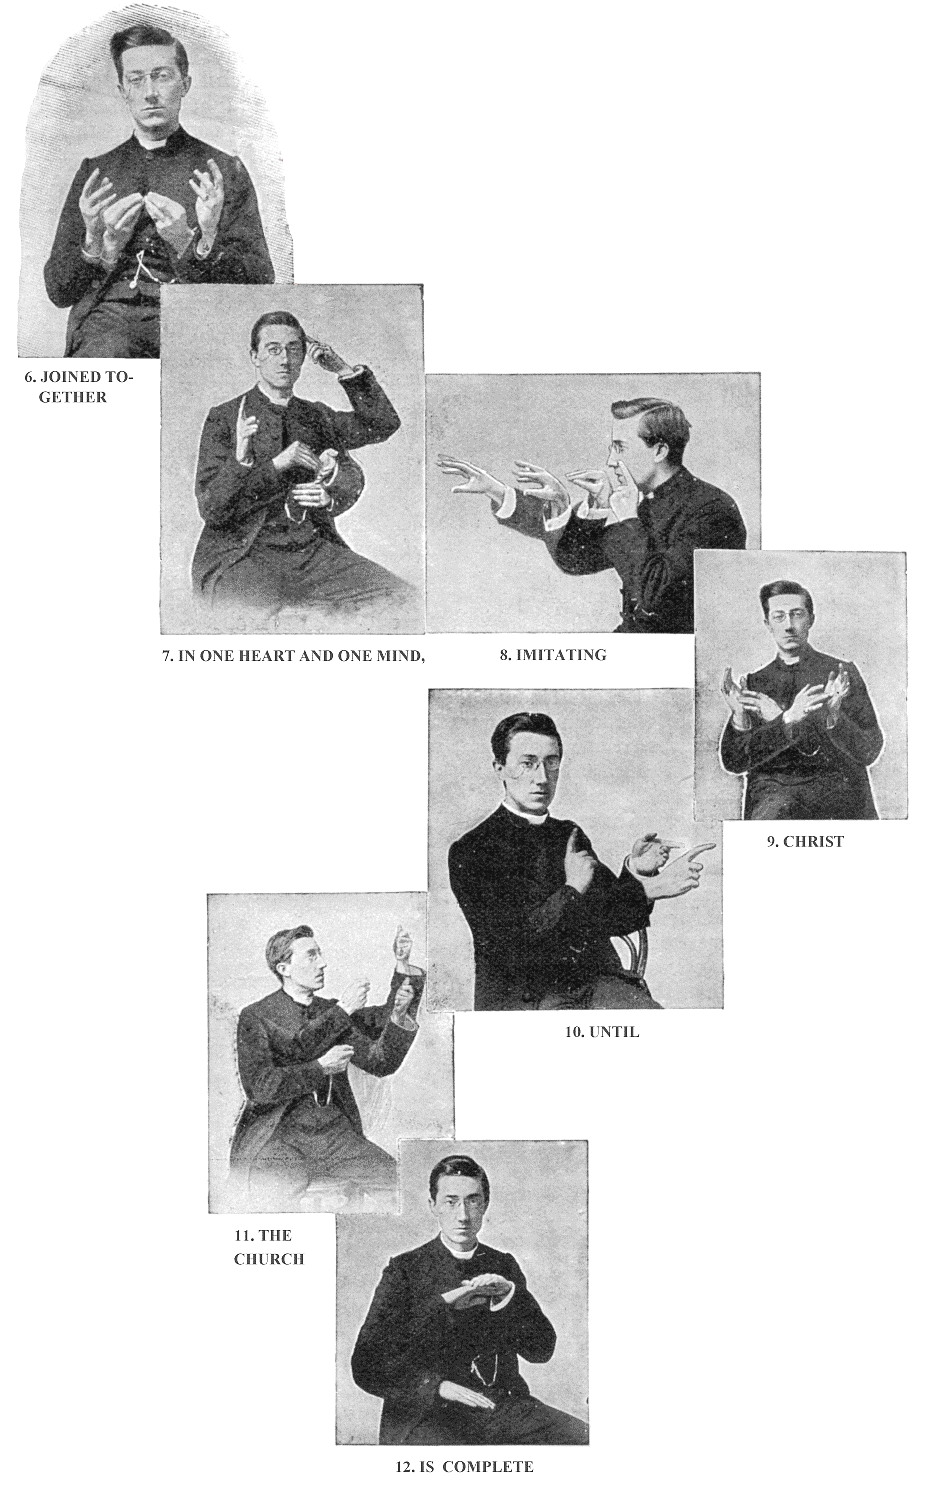 6. JOINED TO-
GETHER
7. IN ONE HEART AND ONE MIND,
8. IMITATING
9. CHRIST
10. UNTIL
11. THE
CHURCH
12. IS COMPLETE